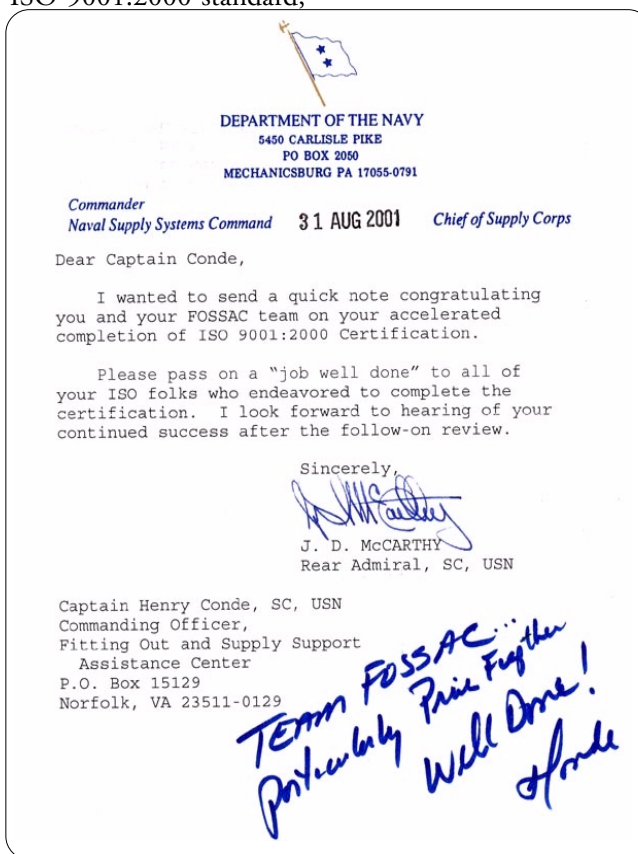 ISO 9001:2000 standard,
DEPARTMENT OF THE NAVY
5450 CARLISLE PIKE
PO BOX 2050
MECHANICSBURG PA 17055-0791
Commander
Naval Supply Systems Command 31 AUG 2001 Chief of Supply Corps
Dear Captain Conde,
I wanted to send a quick note congratulating
you and your FOSSAC team on your accelerated
completion of ISO 9001:2000 Certification.
Please pass on a “job well done” to all of
your ISO folks who endeavored to complete the
certification. I look forward to hearing of your
continued success after the follow-on review.
Sincerely,
J. D. McCARTHY
Rear Admiral, SC, USN
Captain Henry Conde, SC, USN
Commanding Officer,
Fitting Out and Supply Support
Assistance Center
P.O. Box 15129
Norfolk, VA 23511-0129
TEAM FOSSAC...
particularly Price
Well Done!